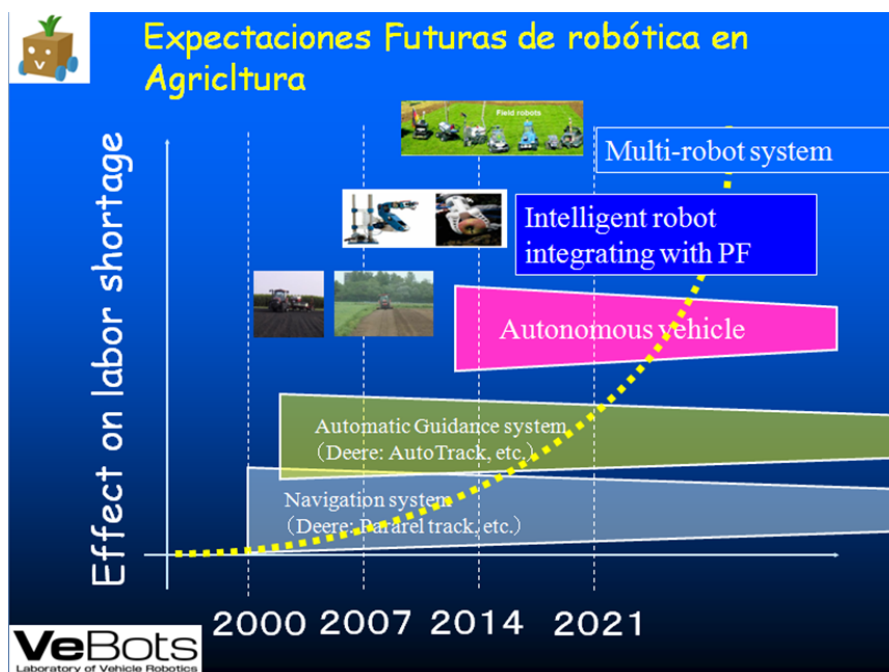 Expectaciones Futuras de robótica en
Agricltura
Effect on labor shortage
Field robots
Multi-robot system
Intelligent robot
integrating with PF
Autonomous vehicle
Automatic Guidance system
(Deere: AutoTrack, etc.)
Navigation system
(Deere: Pararel track, etc.)
2000 2007 2014 2021
VeBots
Laboratory of Vehicle Robotics